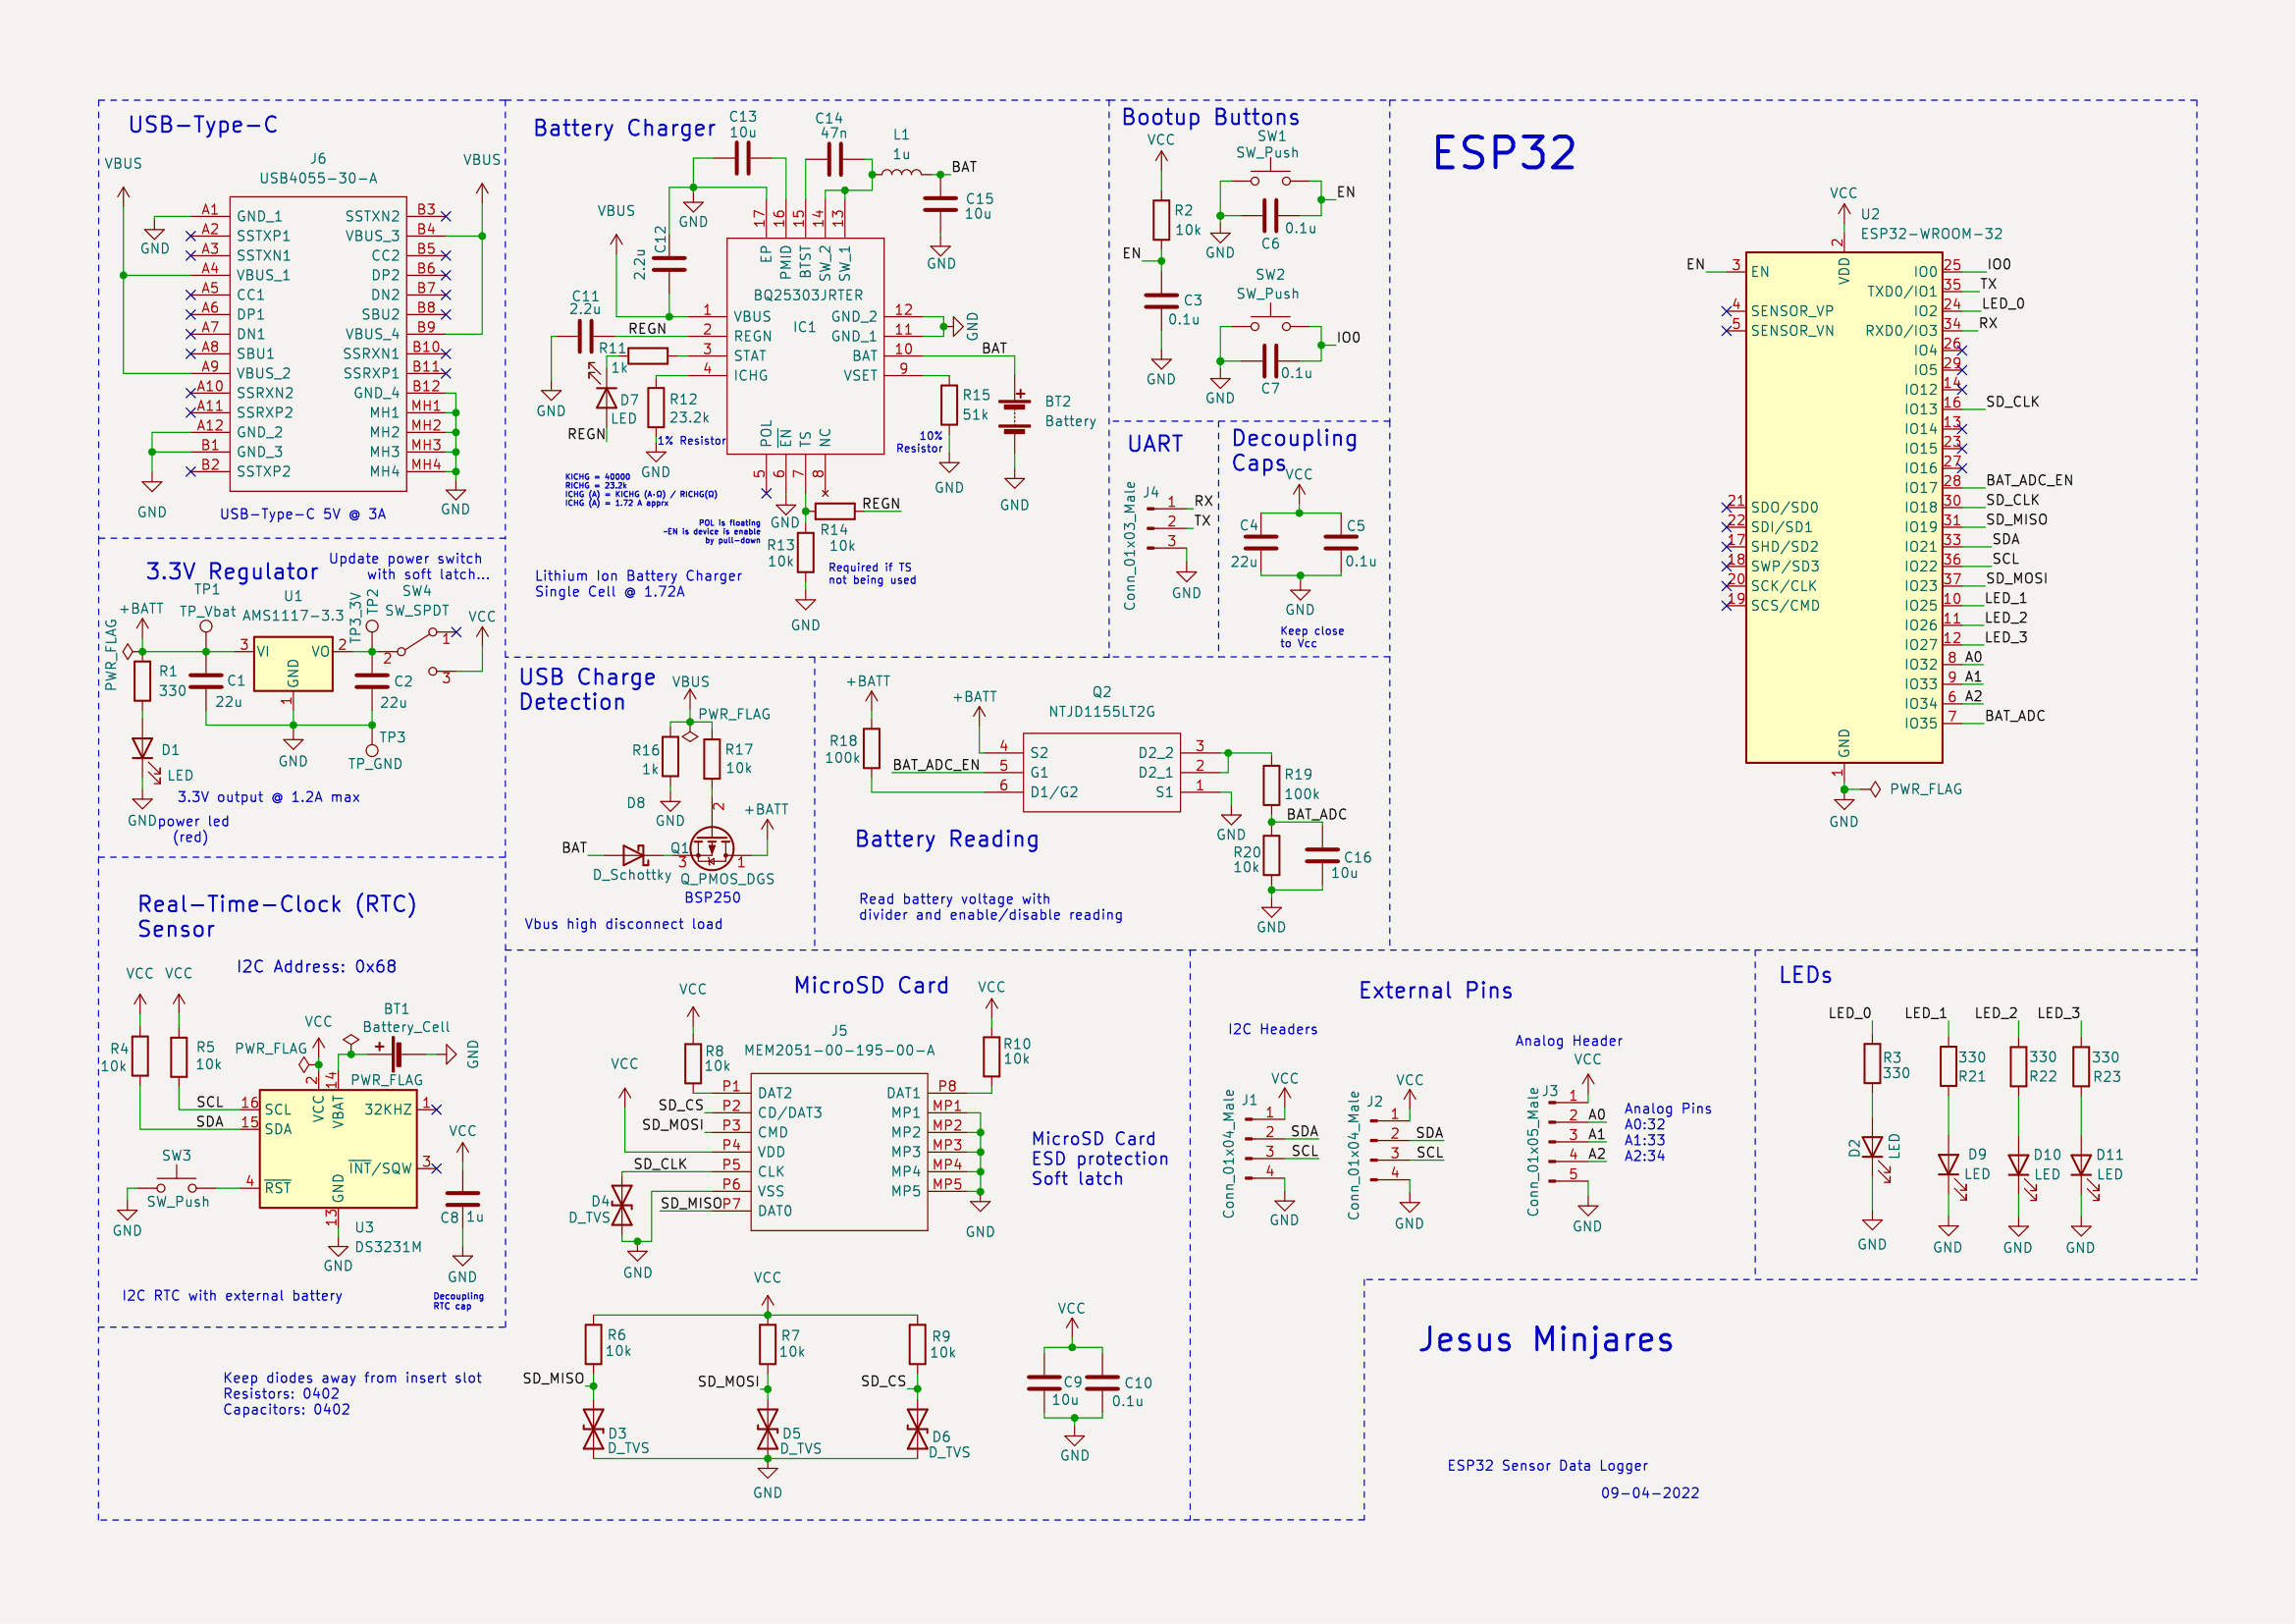 USB-Type-C
VBUS
VBUS
J6
USB4055-30-A
A1 GND_1 SSTXN2 B3
A2 SSTXP1 VBUS_3 B4
A3 SSTXN1 CC2 B5
A4 VBUS_1 DP2 B6
A5 CC1 DN2 B7
A6 DP1 SBU2 B8
A7 DN1 VBUS_4 B9
A8 SBU1 SSRXN1 B10
A9 VBUS_2 SSRXP1 B11
A10 SSRXN2 GND_4 B12
A11 SSRXP2 MH1 MH1
A12 GND_2 MH2 MH2
B1 GND_3 MH3 MH3
B2 SSTXP2 MH4 MH4
GND
GND
GND
USB-Type-C 5V @ 3A
3.3V Regulator
Update power switch
with soft latch...
+BATT
PWR_FLAG
TP1
TP_Vbat
U1
AMS1117-3.3
3 VI VO 2
GND
1
TP3_3V
TP2
SW4
SW_SPDT
1
2
3
VCC
R1
330
C1
22u
C2
22u
D1
LED
GND
TP3
TP_GND
GND
3.3V output @ 1.2A max
power led
(red)
Real-Time-Clock (RTC)
Sensor
I2C Address: 0x68
VCC
VCC
R4
10k
R5
10k
VCC
PWR_FLAG
BT1
Battery_Cell
PWR_FLAG
GND
SCL
SDA
16 SCL 32KHZ 1
15 SDA
2 VCC
14 VBAT
INT/SQW 3
4 RST
GND
13
SW3
SW_Push
GND
U3
DS3231M
GND
VCC
C8 1u
GND
I2C RTC with external battery
Decoupling
RTC cap
Keep diodes away from insert slot
Resistors: 0402
Capacitors: 0402
Battery Charger
VBUS
C13
10u
C14
47n
L1
1u
BAT
C15
10u
GND
GND
C12
2.2u
C11
2.2u
REGN
R11
1k
D7
LED
REGN
GND
R12
23.2k
1% Resistor
GND
17 EP
16 PMID
15 BTST
14 SW_2
13 SW_1
BQ25303JRTER
IC1
1 VBUS GND_2 12
2 REGN GND_1 11
3 STAT BAT 10
4 ICHG VSET 9
5 POL
6 EN
7 TS
8 NC
GND
BAT
R15
51k
10%
Resistor
GND
BT2
Battery
GND
KICHG = 40000
RICHG = 23.2k
ICHG (A) = KICHG (A·Ω) / RICHG(Ω)
ICHG (A) = 1.72 A apprx
POL is floating
~EN is device is enable
by pull-down
GND
REGN
R14
10k
R13
10k
Required if TS
not being used
GND
Lithium Ion Battery Charger
Single Cell @ 1.72A
Bootup Buttons
VCC
R2
10k
EN
C3
0.1u
GND
SW1
SW_Push
EN
C6
0.1u
GND
SW2
SW_Push
IO0
C7
0.1u
GND
UART
J4
Conn_01x03_Male
1 RX
2 TX
3
GND
Decoupling
Caps
VCC
C4
22u
C5
0.1u
GND
Keep close
to Vcc
USB Charge
Detection
VBUS
PWR_FLAG
R16
1k
R17
10k
GND
D8
D_Schottky
BAT
+BATT
Q1
1
2
3
Q_PMOS_DGS
BSP250
Vbus high disconnect load
+BATT
R18
100k
+BATT
BAT_ADC_EN
Q2
NTJD1155LT2G
4 S2 D2_2 3
5 G1 D2_1 2
6 D1/G2 S1 1
GND
R19
100k
BAT_ADC
R20
10k
C16
10u
GND
Battery Reading
Read battery voltage with
divider and enable/disable reading
ESP32
VCC
U2
ESP32-WROOM-32
2 VDD
EN 3 EN
4 SENSOR_VP
5 SENSOR_VN
21 SDO/SD0
22 SDI/SD1
17 SHD/SD2
18 SWP/SD3
20 SCK/CLK
19 SCS/CMD
IO0 25 IO0
TXD0/IO1 35 TX
IO2 24 LED_0
RXD0/IO3 34 RX
IO4 26
IO5 29
IO12 14
IO13 16 SD_CLK
IO14 13
IO15 23
IO16 27
IO17 28 BAT_ADC_EN
IO18 30 SD_CLK
IO19 31 SD_MISO
IO21 33 SDA
IO22 36 SCL
IO23 37 SD_MOSI
IO25 10 LED_1
IO26 11 LED_2
IO27 12 LED_3
IO32 8 A0
IO33 9 A1
IO34 6 A2
IO35 7 BAT_ADC
GND
1
PWR_FLAG
GND
MicroSD Card
VCC
VCC
VCC
R8
10k
R10
10k
J5
MEM2051-00-195-00-A
P1 DAT2 DAT1 P8
SD_CS P2 CD/DAT3 MP1 MP1
SD_MOSI P3 CMD MP2 MP2
P4 VDD MP3 MP3
SD_CLK P5 CLK MP4 MP4
P6 VSS MP5 MP5
SD_MISO P7 DAT0
D4
D_TVS
GND
GND
MicroSD Card
ESD protection
Soft latch
VCC
R6
10k
R7
10k
R9
10k
SD_MISO
SD_MOSI
SD_CS
D3
D_TVS
D5
D_TVS
D6
D_TVS
GND
VCC
C9
10u
C10
0.1u
GND
External Pins
I2C Headers
J1
Conn_01x04_Male
VCC
1
2 SDA
3 SCL
4
GND
J2
Conn_01x04_Male
VCC
1
2 SDA
3 SCL
4
GND
Analog Header
J3
Conn_01x05_Male
VCC
1
2 A0
3 A1
4 A2
5
GND
Analog Pins
A0:32
A1:33
A2:34
LEDs
LED_0
LED_1
LED_2
LED_3
R3
330
330
R21
330
R22
330
R23
D2
LED
D9
LED
D10
LED
D11
LED
GND
GND
GND
GND
Jesus Minjares
ESP32 Sensor Data Logger
09-04-2022